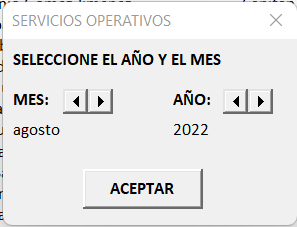 SERVICIOS OPERATIVOS
SELECCIONE EL AÑO Y EL MES
MES: AÑO:
agosto 2022
ACEPTAR